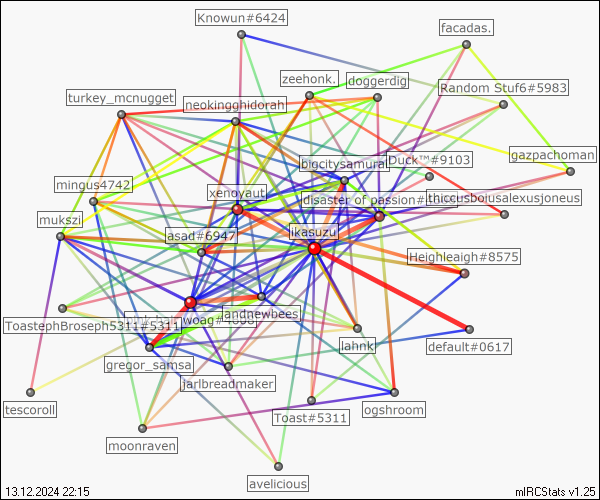 Knowun#6424
facadas.
zeehonk.
doggerdig
Random Stuf6#5983
turkey_mcnugget
neokingghidorah
bigcitysamurai
Duck™#9103
gazpachoman
mingus4742
xenoyaut
disaster of passion#
thiccersboiusalexusjoneus
mukszi
asad#6947
ikasuzu
Heighleaigh#8575
ToastephBroseph5311#5311
woag#4088
landnewbees
lahnk
default#0617
gregor_samsa
jarlbreadmaker
tescoroll
Toast#5311
ogshroom
moonraven
avelicious
13.12.2024 22:15
mIRCStats v1.25